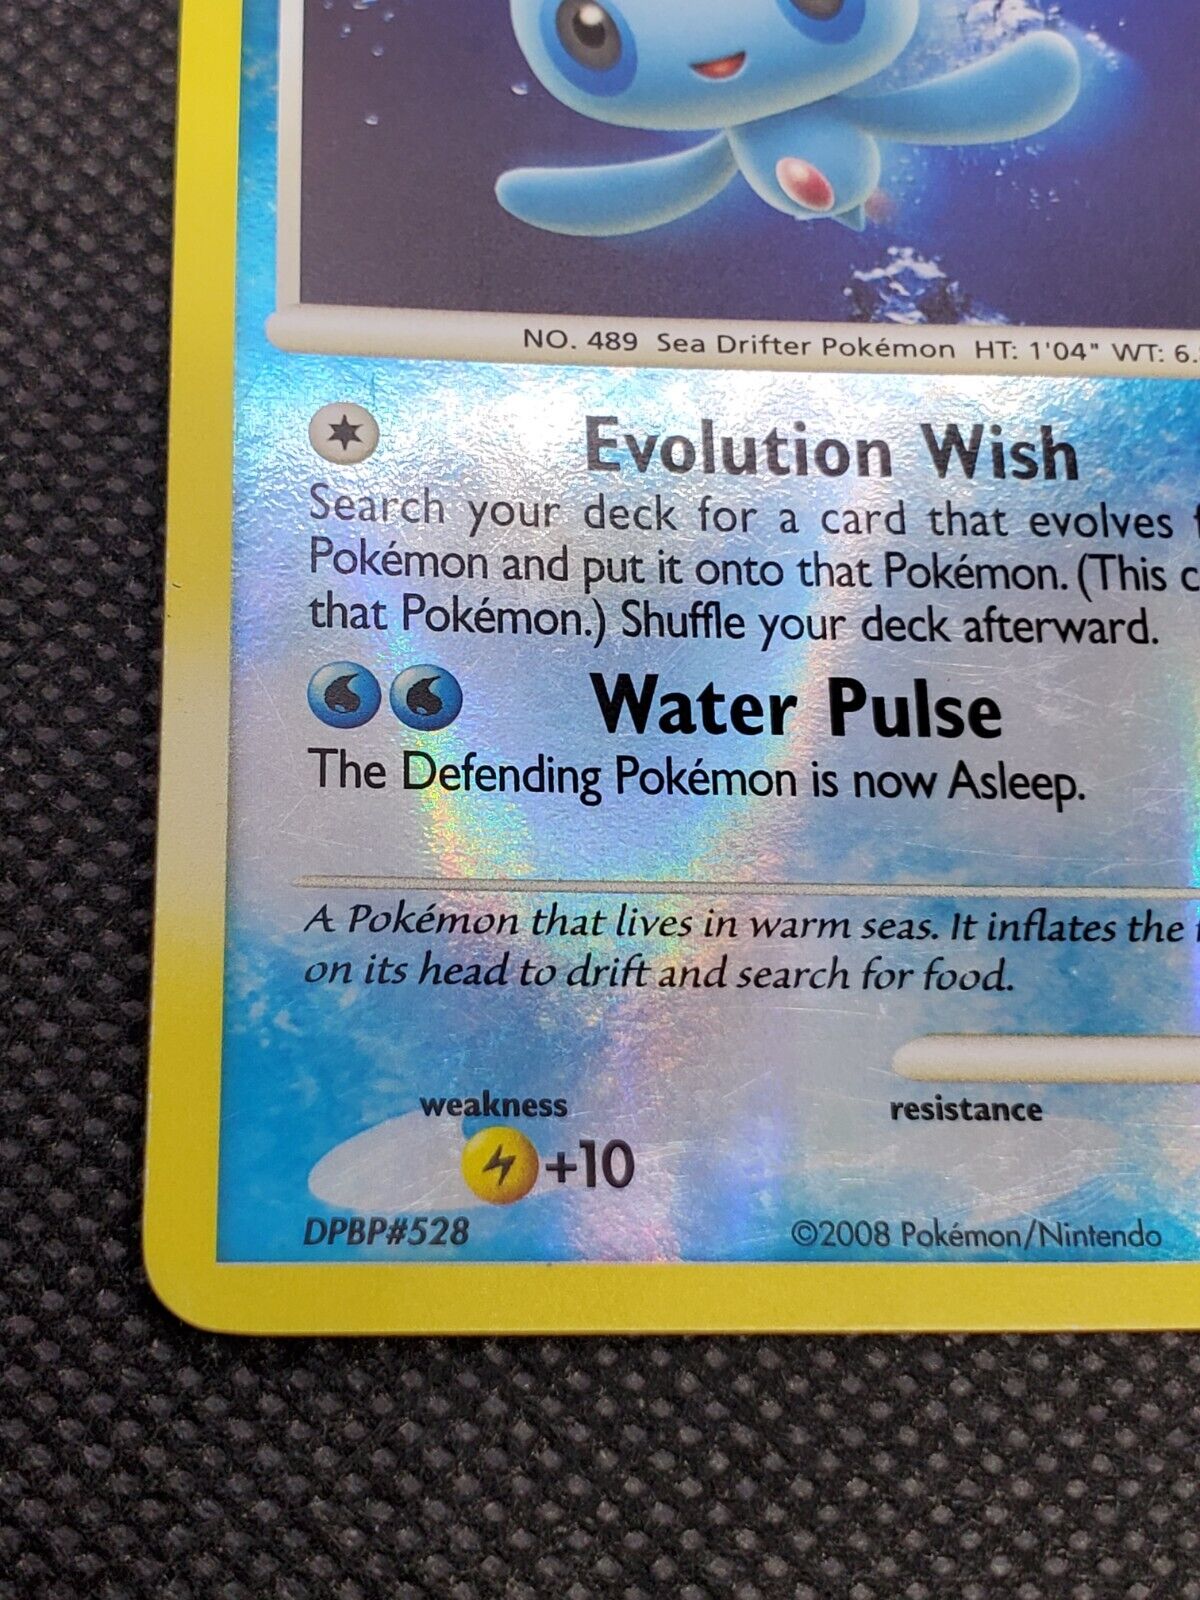 NO. 489 Sea Drifter Pokémon HT: 1'04" WT: 6.
Evolution Wish
Search your deck for a card that evolves
Pokémon and put it onto that Pokémon. (This
that Pokémon.) Shuffle your deck afterward.
Water Pulse
The Defending Pokémon is now Asleep.
A Pokémon that lives in warm seas. It inflates the
on its head to drift and search for food.
weakness resistance
+10
DPBP#528 ©2008 Pokémon/Nintendo